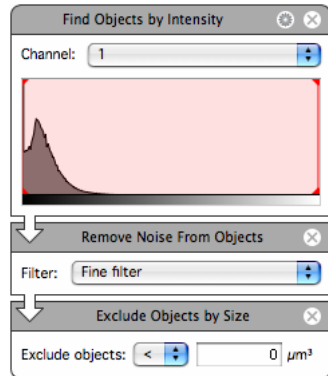 Find Objects by Intensity
Channel: 1
Remove Noise From Objects
Filter: Fine filter
Exclude Objects by Size
Exclude objects: < 0 μm³